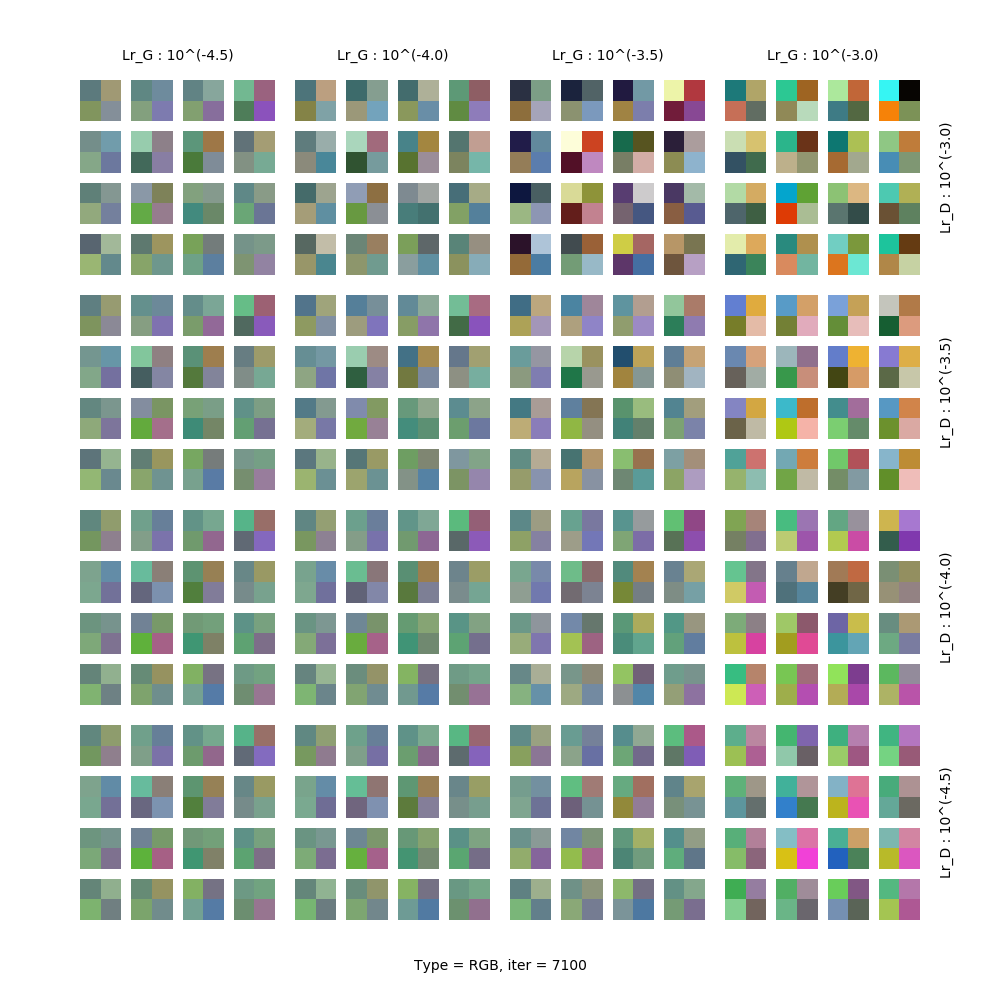 Lr_G : 10^(-4.5)
Lr_G : 10^(-4.0)
Lr_G : 10^(-3.5)
Lr_G : 10^(-3.0)
Lr_D : 10^(-3.0)
Lr_D : 10^(-3.5)
Lr_D : 10^(-4.0)
Lr_D : 10^(-4.5)
Type = RGB, iter = 7100